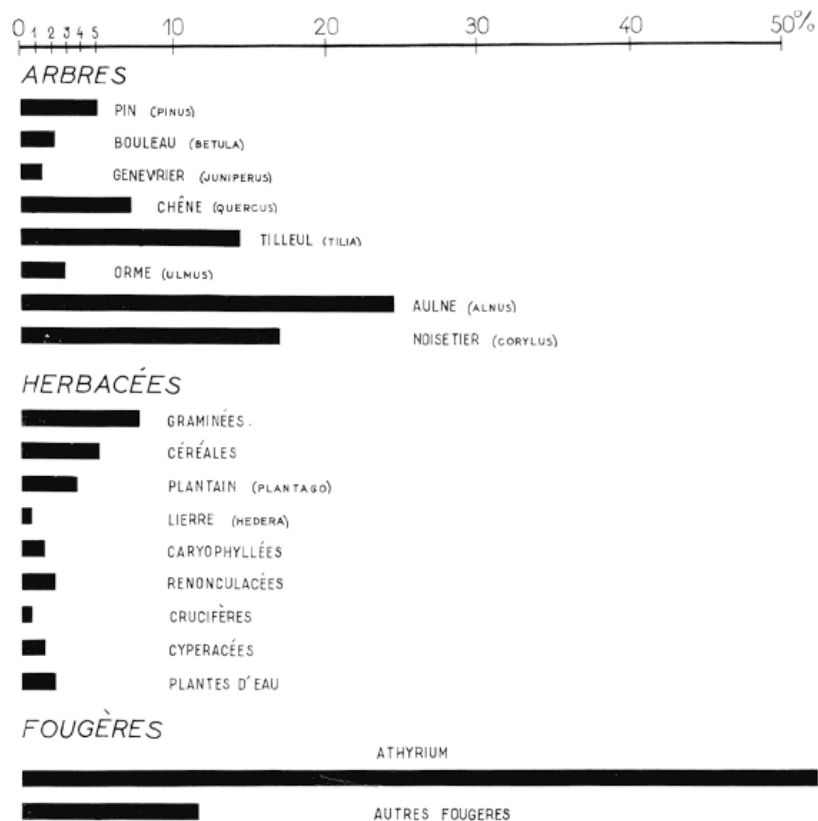 0 1 2 3 4 5 10 20 30 40 50%
ARBRES
PIN (PINUS)
BOULEAU (BETULA)
GENEVRIER (JUNIPERUS)
CHÊNE (QUERCUS)
TILLEUL (TILIA)
ORME (ULMUS)
AULNE (ALNUS)
NOISETIER (CORYLUS)
HERBACÉES
GRAMINÉES.
CÉRÉALES
PLANTAIN (PLANTAGO)
LIERRE (HEDERA)
CARYOPHYLLÉES
RENONCULACÉES
CRUCIFÈRES
CYPERACÉES
PLANTES D'EAU
FOUGÈRES
ATHYRIUM
AUTRES FOUGERES